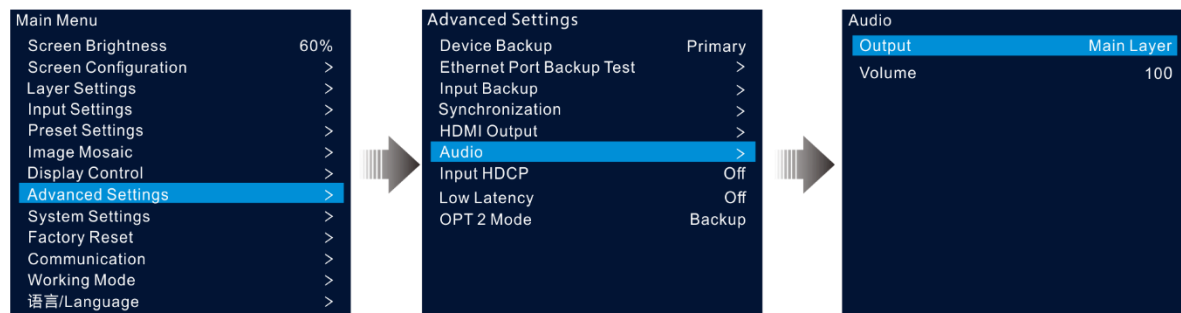 Main Menu
Screen Brightness 60%
Screen Configuration >
Layer Settings >
Input Settings >
Preset Settings >
Image Mosaic >
Display Control >
Advanced Settings >
System Settings >
Factory Reset >
Communication >
Working Mode >
语言/Language >
Advanced Settings
Device Backup Primary
Ethernet Port Backup Test >
Input Backup >
Synchronization >
HDMI Output >
Audio >
Input HDCP Off
Low Latency Off
OPT 2 Mode Backup
Audio
Output Main Layer
Volume 100